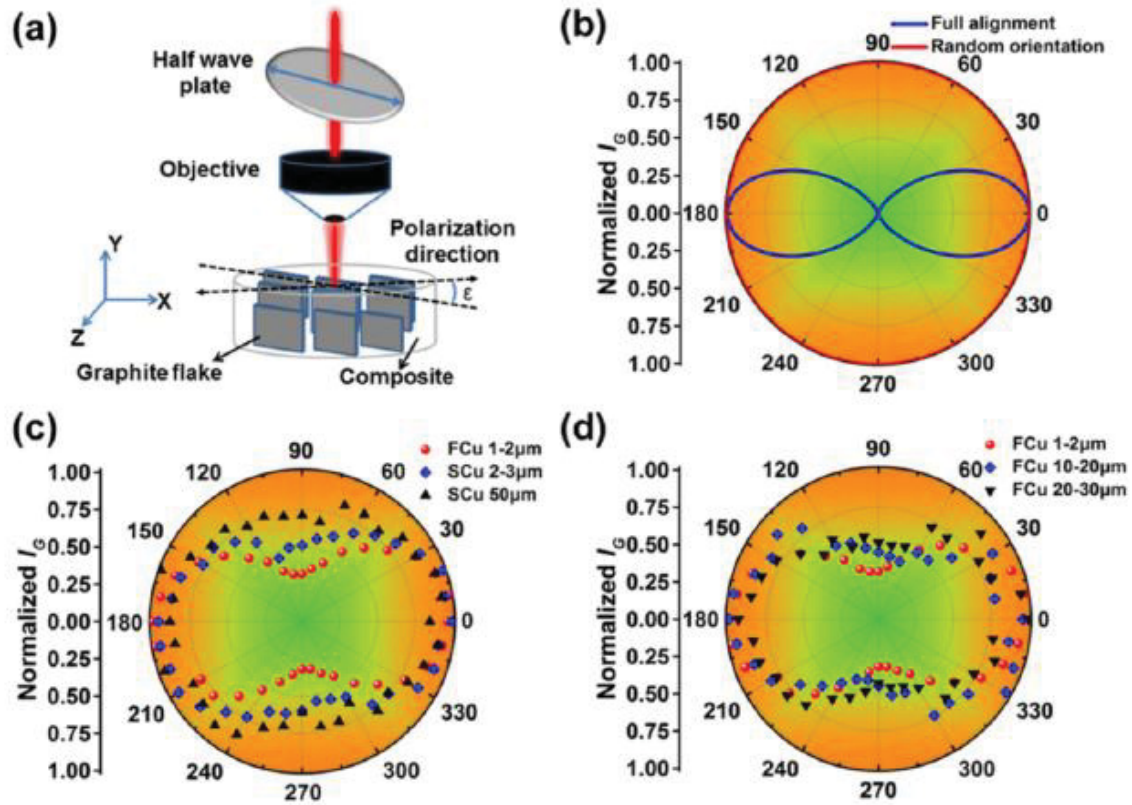 (a)
Half wave
plate
Objective
Polarization
direction
Y
X
Z
ε
Graphite flake
Composite
(b)
Full alignment
Random orientation
Normalized I_G
1.00
0.75
0.50
0.25
0.00
0.25
0.50
0.75
1.00
90
120
60
150
30
180
0
210
330
240
300
270
(c)
FCu 1-2μm
SCu 2-3μm
SCu 50μm
Normalized I_G
1.00
0.75
0.50
0.25
0.00
0.25
0.50
0.75
1.00
90
120
60
150
30
180
0
210
330
240
300
270
(d)
FCu 1-2μm
FCu 10-20μm
FCu 20-30μm
Normalized I_G
1.00
0.75
0.50
0.25
0.00
0.25
0.50
0.75
1.00
90
120
60
150
30
180
0
210
330
240
300
270